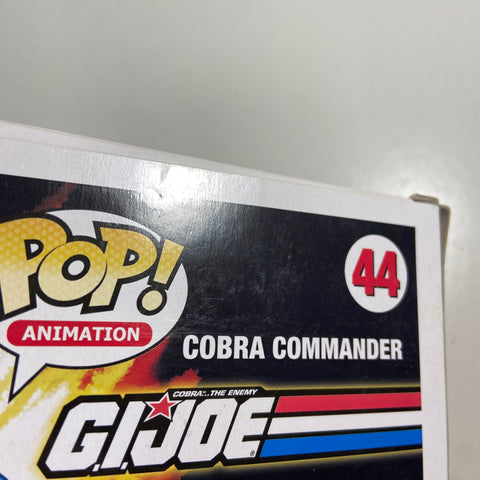 POP!
ANIMATION
44
COBRA COMMANDER
COBRA::. THE ENEMY
G.I.JOE
®